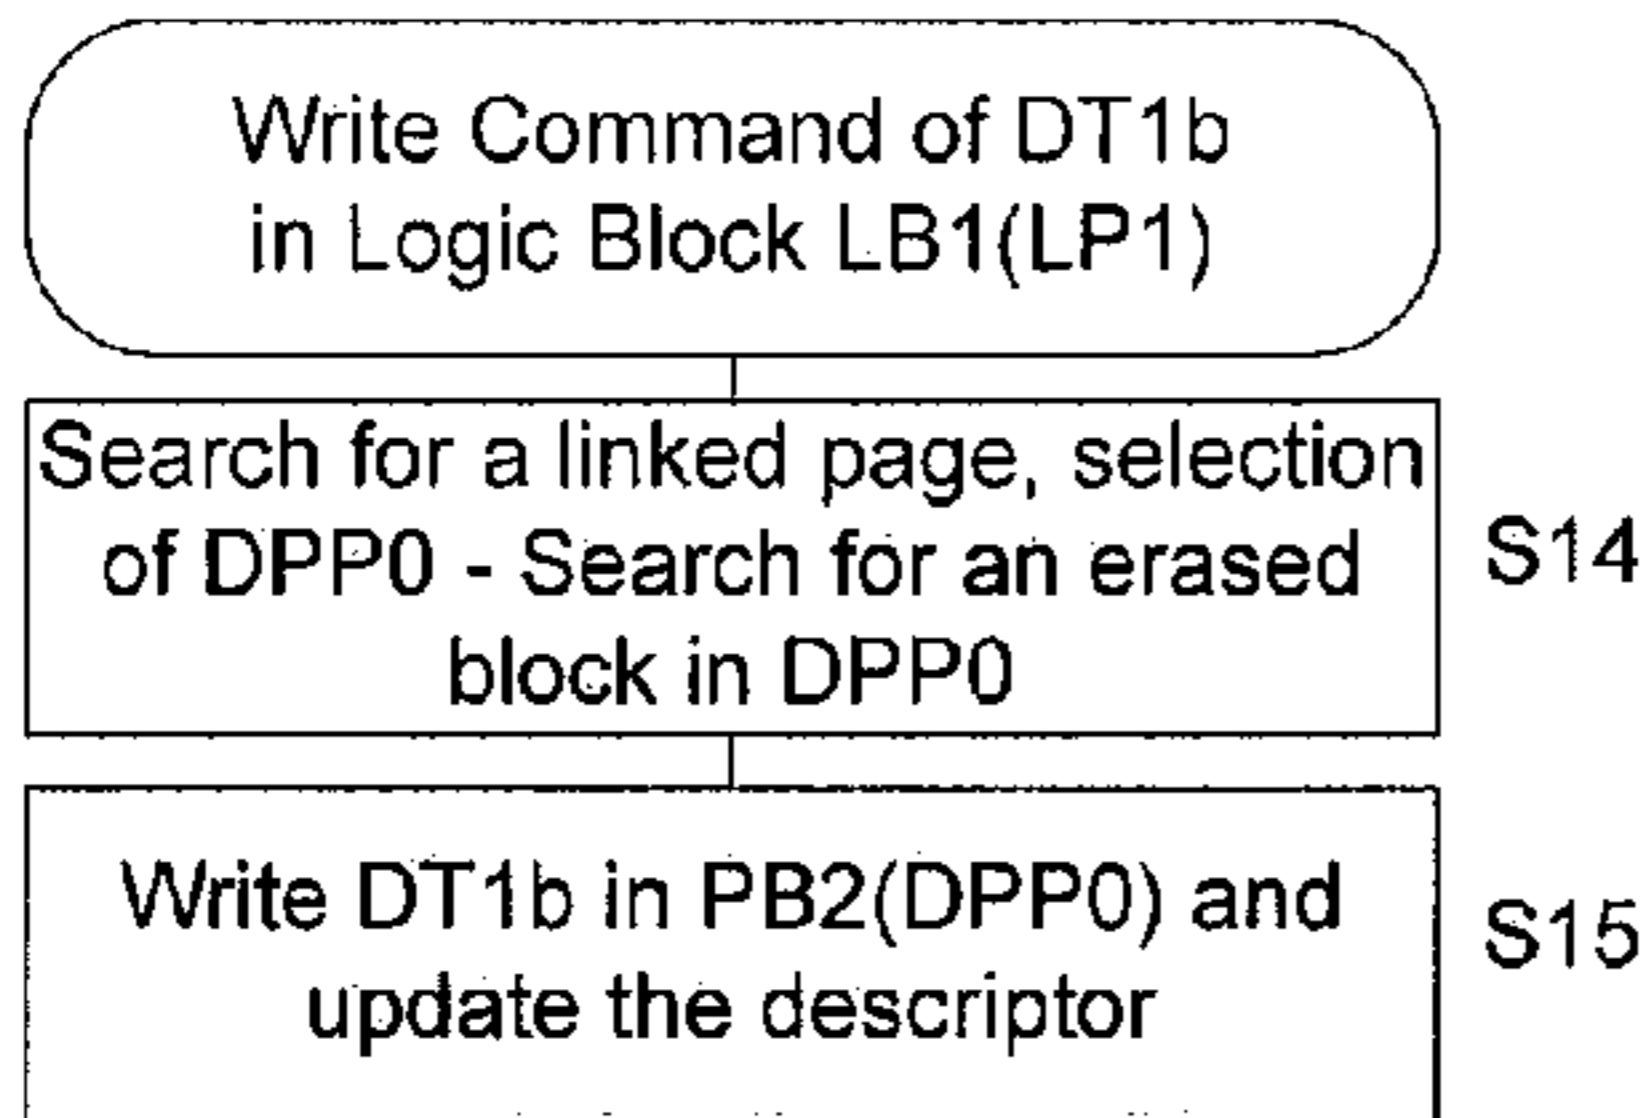 Write Command of DT1b
in Logic Block LB1(LP1)
Search for a linked page, selection
of DPP0 - Search for an erased
block in DPP0
S14
Write DT1b in PB2(DPP0) and
update the descriptor
S15